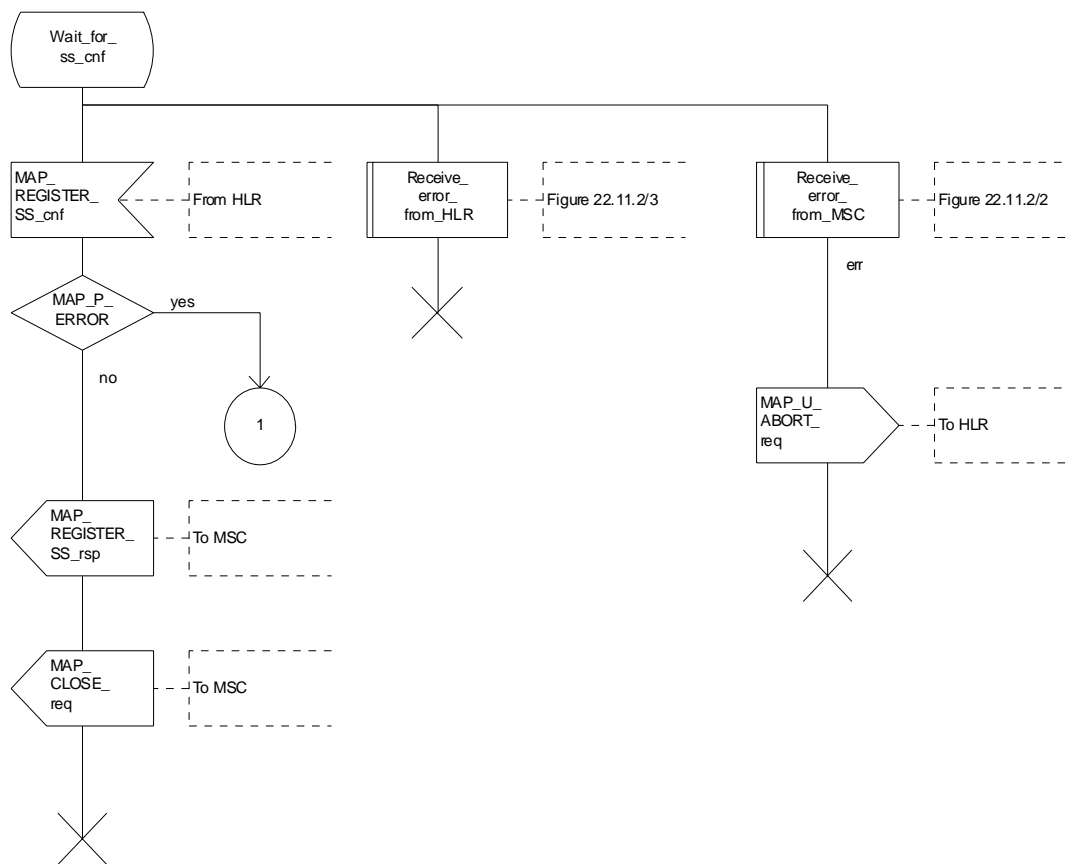 Wait_for_
ss_cnf
MAP_
REGISTER_
SS_cnf
From HLR
Receive_
error_
from_HLR
Figure 22.11.2/3
Receive_
error_
from_MSC
Figure 22.11.2/2
err
MAP_P_
ERROR
yes
no
1
MAP_U_
ABORT_
req
To HLR
MAP_
REGISTER_
SS_rsp
To MSC
MAP_
CLOSE_
req
To MSC